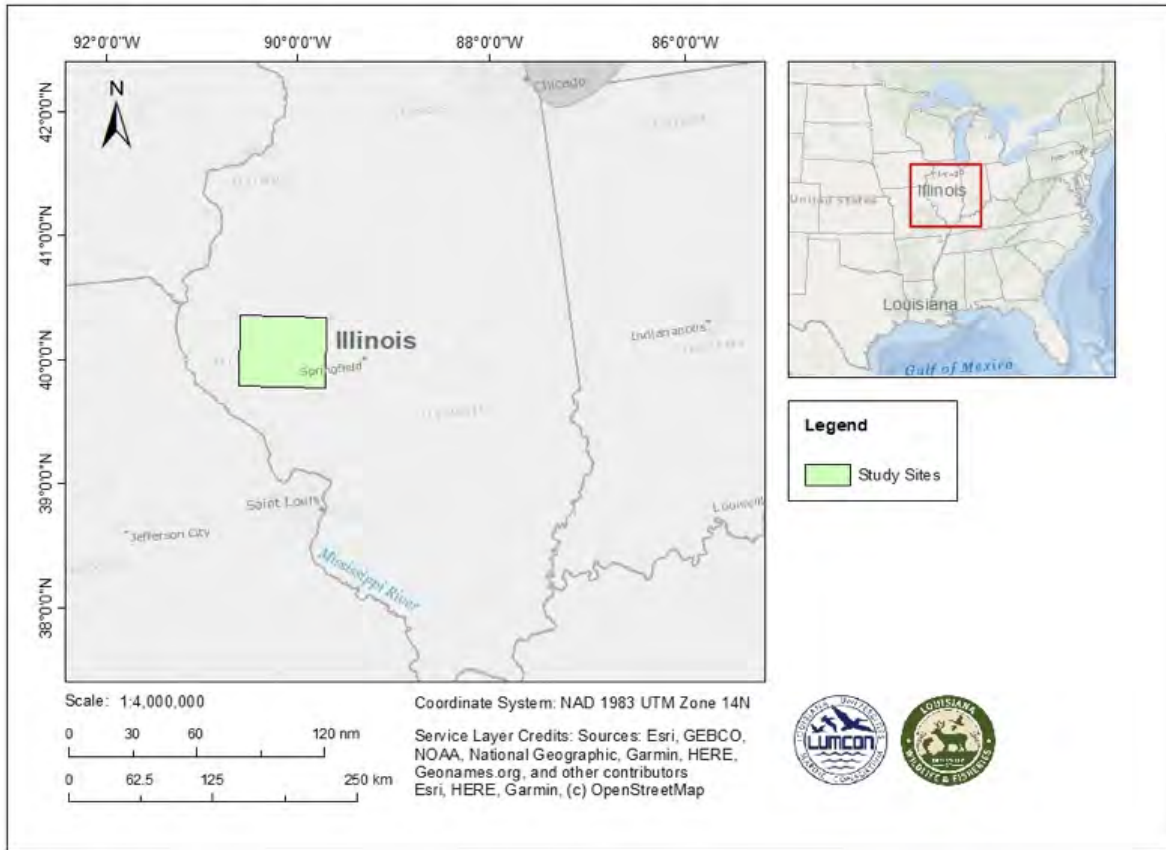 92°0'0"W 90°0'0"W 88°0'0"W 86°0'0"W
42°0'0"N
41°0'0"N
40°0'0"N
39°0'0"N
38°0'0"N
N
Chicago
Illinois
Springfield
Indianapolis
Saint Louis
Jefferson City
Mississippi River
United States
Illinois
Louisiana
Gulf of Mexico
Legend
Study Sites
Scale: 1:4,000,000
0 30 60 120 nm
0 62.5 125 250 km
Coordinate System: NAD 1983 UTM Zone 14N
Service Layer Credits: Sources: Esri, GEBCO,
NOAA, National Geographic, Garmin, HERE,
Geonames.org, and other contributors
Esri, HERE, Garmin, (c) OpenStreetMap
LUMCON
LOUISIANA
WILDLIFE & FISHERIES